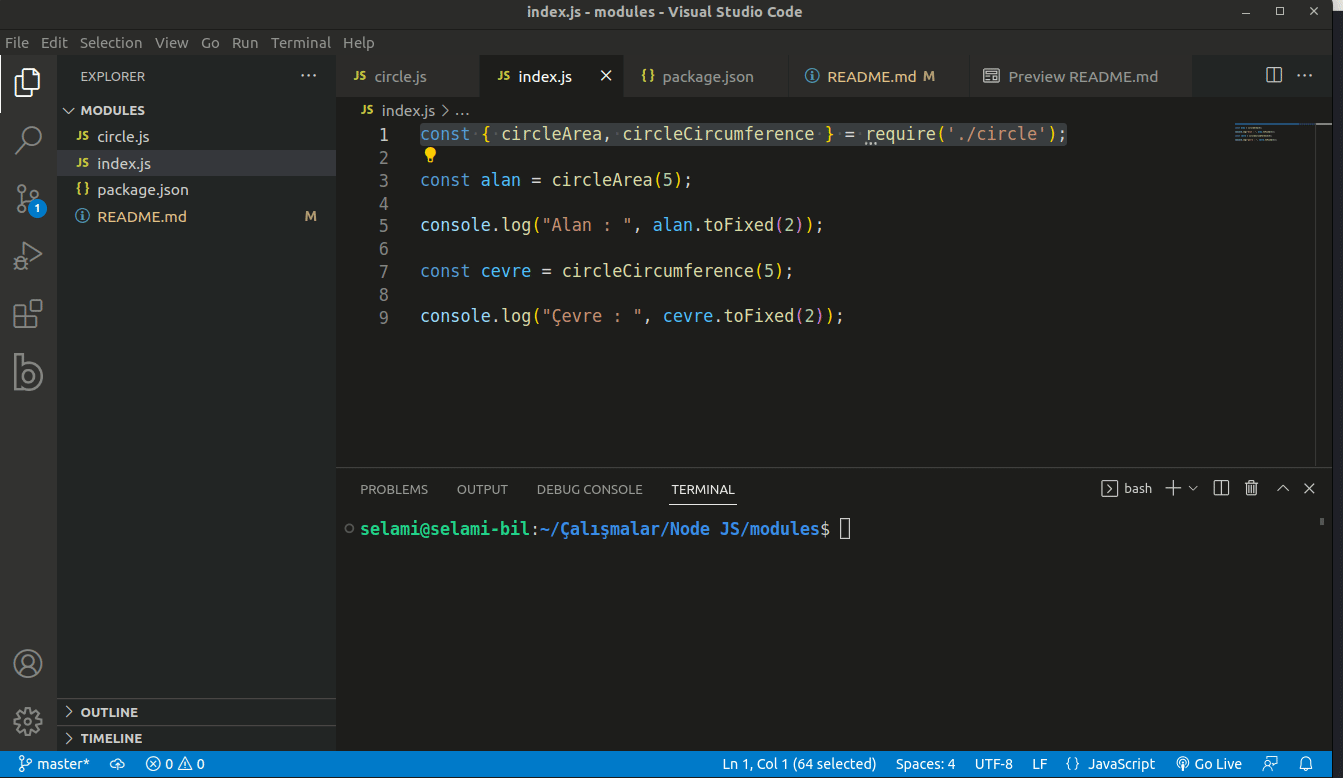 index.js - modules - Visual Studio Code
File Edit Selection View Go Run Terminal Help
EXPLORER
MODULES
JS circle.js
JS index.js
{} package.json
README.md M
OUTLINE
TIMELINE
JS circle.js JS index.js {} package.json README.md M Preview README.md
JS index.js > ...
1 const { circleArea, circleCircumference } = require('./circle');
2
3 const alan = circleArea(5);
4
5 console.log("Alan : ", alan.toFixed(2));
6
7 const cevre = circleCircumference(5);
8
9 console.log("Çevre : ", cevre.toFixed(2));
PROBLEMS OUTPUT DEBUG CONSOLE TERMINAL bash
selami@selami-bil:~/Çalışmalar/Node JS/modules$
1
master* 0 0 Ln 1, Col 1 (64 selected) Spaces: 4 UTF-8 LF {} JavaScript Go Live